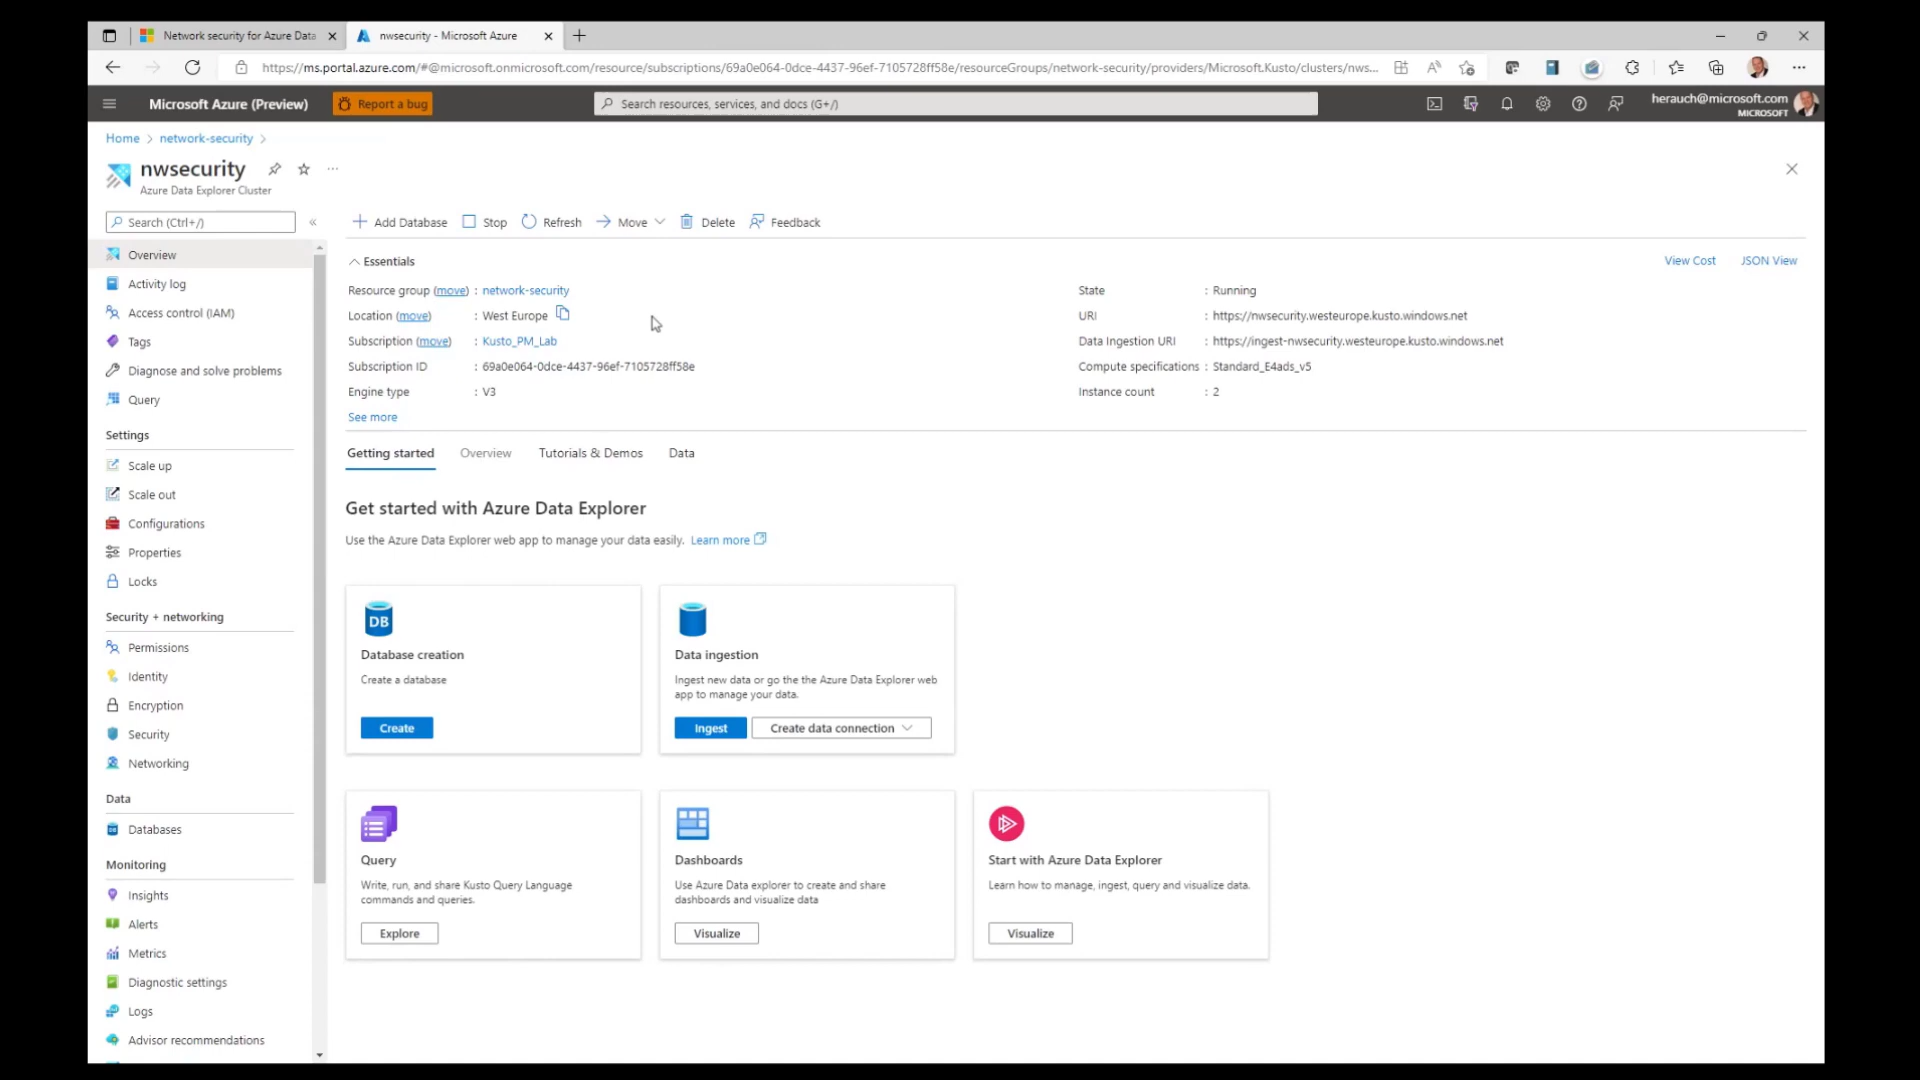 Network security for Azure Data
nwsecurity - Microsoft Azure
https://ms.portal.azure.com/#@microsoft.onmicrosoft.com/resource/subscriptions/69a0e064-0dce-4437-96ef-7105728ff58e/resourceGroups/network-security/providers/Microsoft.Kusto/clusters/nws...
Microsoft Azure (Preview)
Report a bug
Search resources, services, and docs (G+/)
herauch@microsoft.com
MICROSOFT
Home > network-security >
nwsecurity
Azure Data Explorer Cluster
Search (Ctrl+/)
Overview
Activity log
Access control (IAM)
Tags
Diagnose and solve problems
Query
Settings
Scale up
Scale out
Configurations
Properties
Locks
Security + networking
Permissions
Identity
Encryption
Security
Networking
Data
Databases
Monitoring
Insights
Alerts
Metrics
Diagnostic settings
Logs
Advisor recommendations
Add Database
Stop
Refresh
Move
Delete
Feedback
Essentials
View Cost
JSON View
Resource group (move) : network-security
Location (move) : West Europe
Subscription (move) : Kusto_PM_Lab
Subscription ID : 69a0e064-0dce-4437-96ef-7105728ff58e
Engine type : V3
See more
State : Running
URI : https://nwsecurity.westeurope.kusto.windows.net
Data Ingestion URI : https://ingest-nwsecurity.westeurope.kusto.windows.net
Compute specifications : Standard_E4ads_v5
Instance count : 2
Getting started
Overview
Tutorials & Demos
Data
Get started with Azure Data Explorer
Use the Azure Data Explorer web app to manage your data easily. Learn more
DB
Database creation
Create a database
Create
Data ingestion
Ingest new data or go the the Azure Data Explorer web
app to manage your data.
Ingest
Create data connection
Query
Write, run, and share Kusto Query Language
commands and queries.
Explore
Dashboards
Use Azure Data explorer to create and share
dashboards and visualize data
Visualize
Start with Azure Data Explorer
Learn how to manage, ingest, query and visualize data.
Visualize